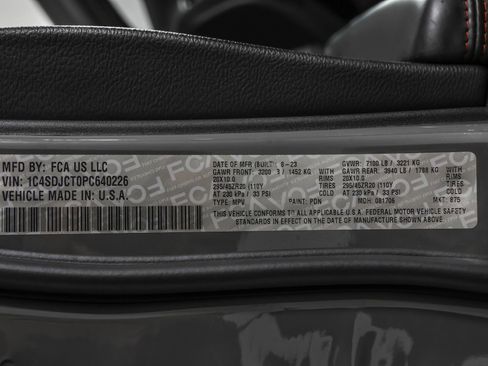 MFD BY: FCA US LLC
VIN: 1C4SDJCT0PC640226
VEHICLE MADE IN: U.S.A.
DATE OF MFR (BUILT): 6-23 GVWR: 7100 LB / 3221 KG
GAWR FRONT: 3200 / 1452 KG WITH GAWR REAR: 3940 LB / 1788 KG WITH
20X10.0 RIMS 20X10.0 RIMS
295/45ZR20 (110Y TIRES 295/45ZR20 (110Y TIRES
AT 230 kPa / 33 PSI AT 230 kPa / 33 PSI
TYPE: MPV PAINT: PDN MDH: 081706 MKT: 875
THIS VEHICLE CONFORMS TO ALL APPLICABLE U.S.A. FEDERAL MOTOR VEHICLE SAFETY
STANDARDS IN EFFECT ON THE DATE OF MANUFACTURE SHOWN ABOVE